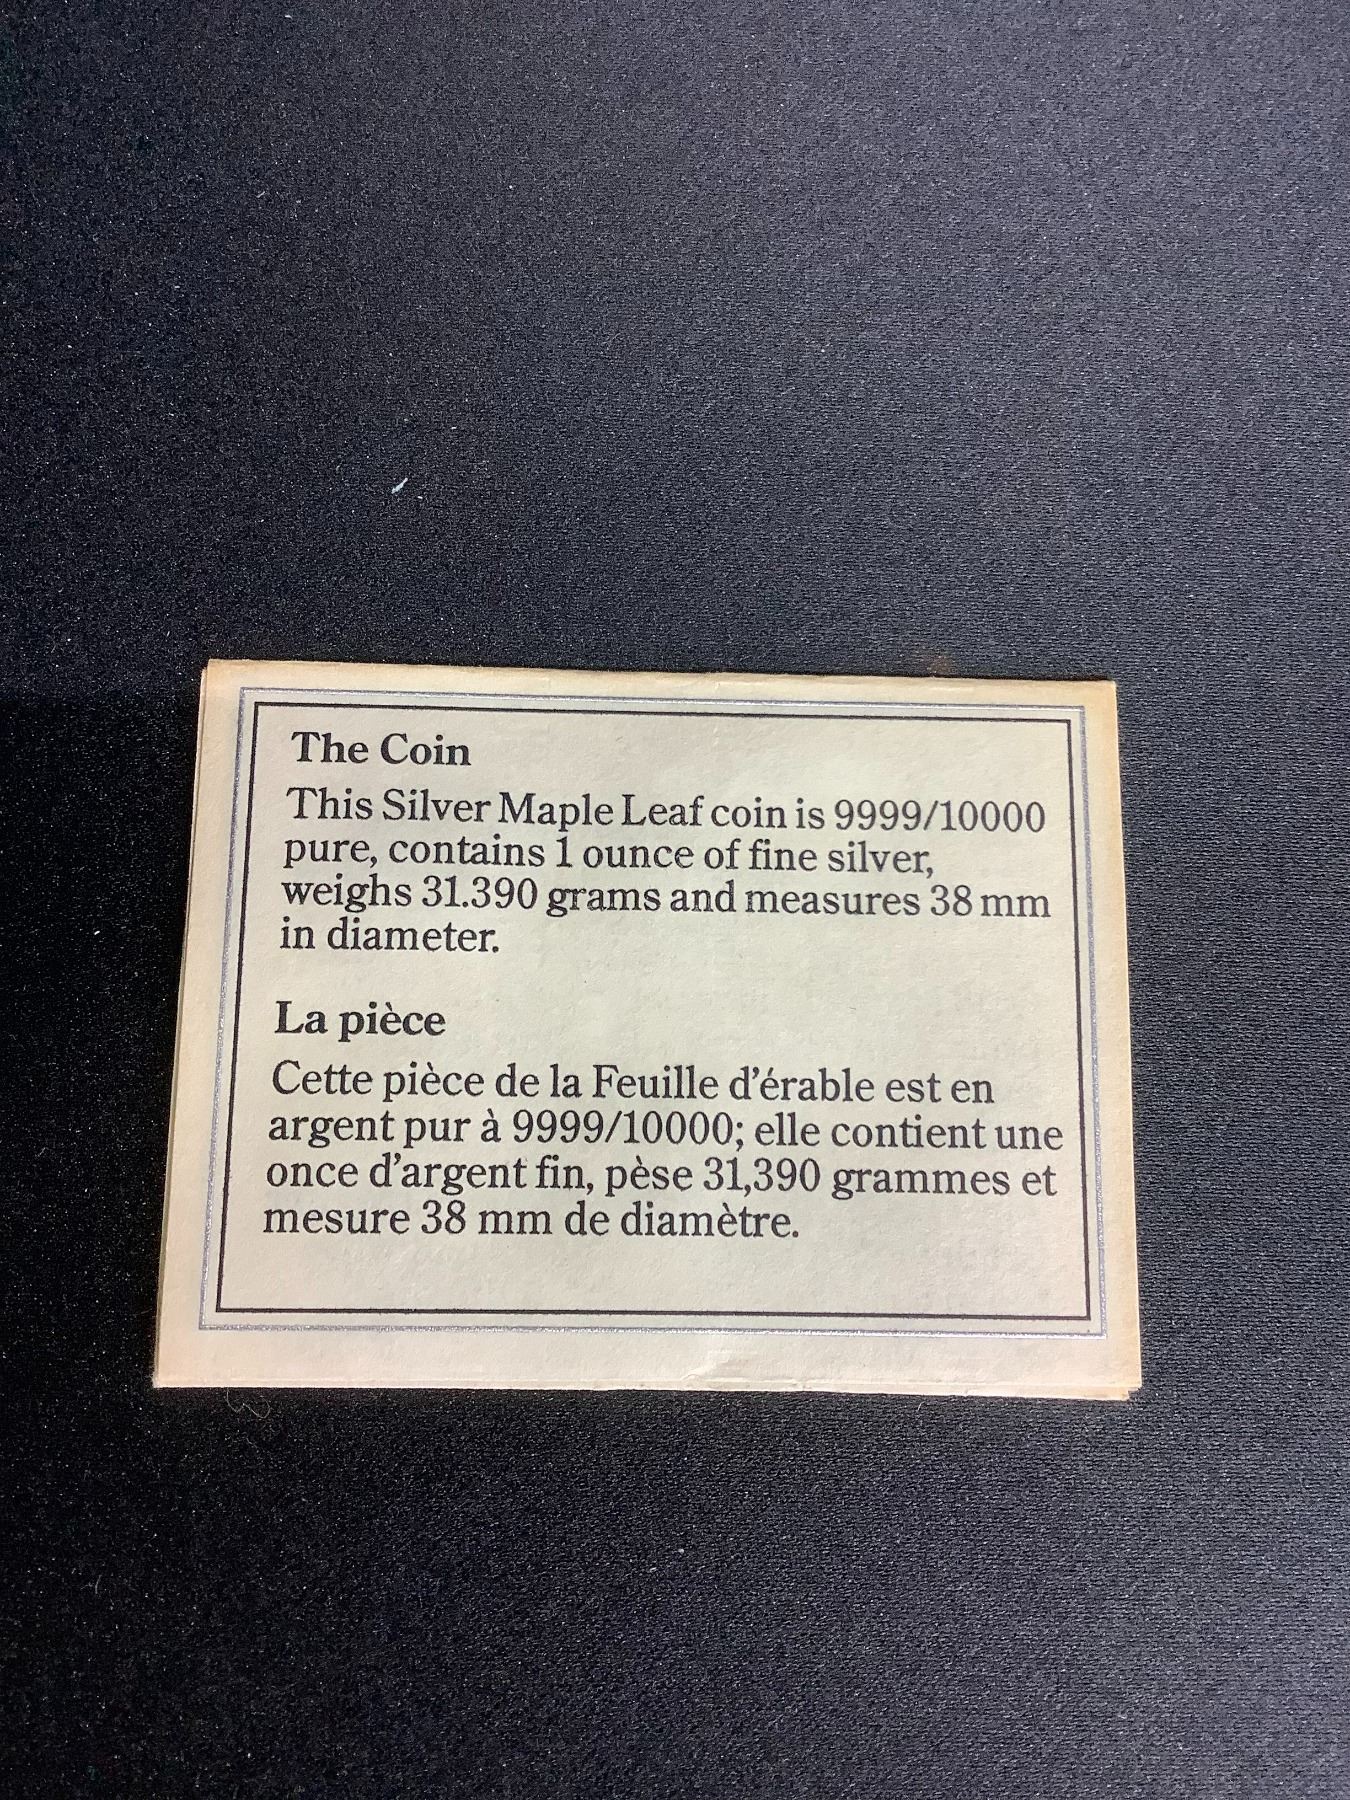 The Coin
This Silver Maple Leaf coin is 9999/10000
pure, contains 1 ounce of fine silver,
weighs 31.390 grams and measures 38 mm
in diameter.
La pièce
Cette pièce de la Feuille d'érable est en
argent pur à 9999/10000; elle contient une
once d'argent fin, pèse 31,390 grammes et
mesure 38 mm de diamètre.